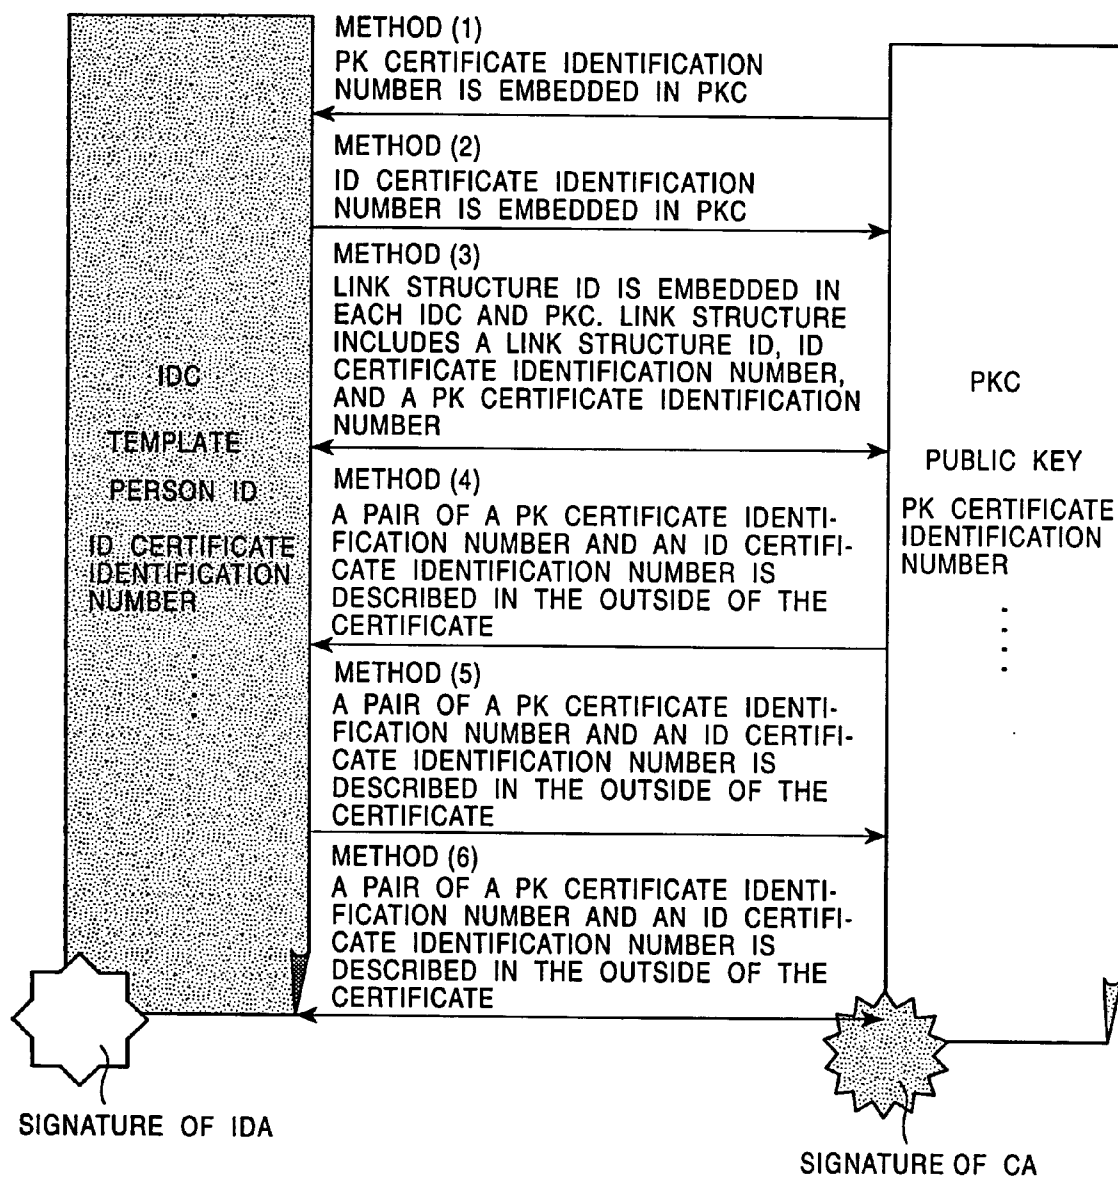 METHOD (1)
PK CERTIFICATE IDENTIFICATION
NUMBER IS EMBEDDED IN PKC
METHOD (2)
ID CERTIFICATE IDENTIFICATION
NUMBER IS EMBEDDED IN PKC
METHOD (3)
LINK STRUCTURE ID IS EMBEDDED IN
EACH IDC AND PKC. LINK STRUCTURE
INCLUDES A LINK STRUCTURE ID, ID
CERTIFICATE IDENTIFICATION NUMBER,
AND A PK CERTIFICATE IDENTIFICATION
NUMBER
METHOD (4)
A PAIR OF A PK CERTIFICATE IDENTI-
FICATION NUMBER AND AN ID CERTIFI-
CATE IDENTIFICATION NUMBER IS
DESCRIBED IN THE OUTSIDE OF THE
CERTIFICATE
METHOD (5)
A PAIR OF A PK CERTIFICATE IDENTI-
FICATION NUMBER AND AN ID CERTIFI-
CATE IDENTIFICATION NUMBER IS
DESCRIBED IN THE OUTSIDE OF THE
CERTIFICATE
METHOD (6)
A PAIR OF A PK CERTIFICATE IDENTI-
FICATION NUMBER AND AN ID CERTIFI-
CATE IDENTIFICATION NUMBER IS
DESCRIBED IN THE OUTSIDE OF THE
CERTIFICATE
IDC
TEMPLATE
PERSON ID
ID CERTIFICATE
IDENTIFICATION
NUMBER
PKC
PUBLIC KEY
PK CERTIFICATE
IDENTIFICATION
NUMBER
SIGNATURE OF IDA
SIGNATURE OF CA